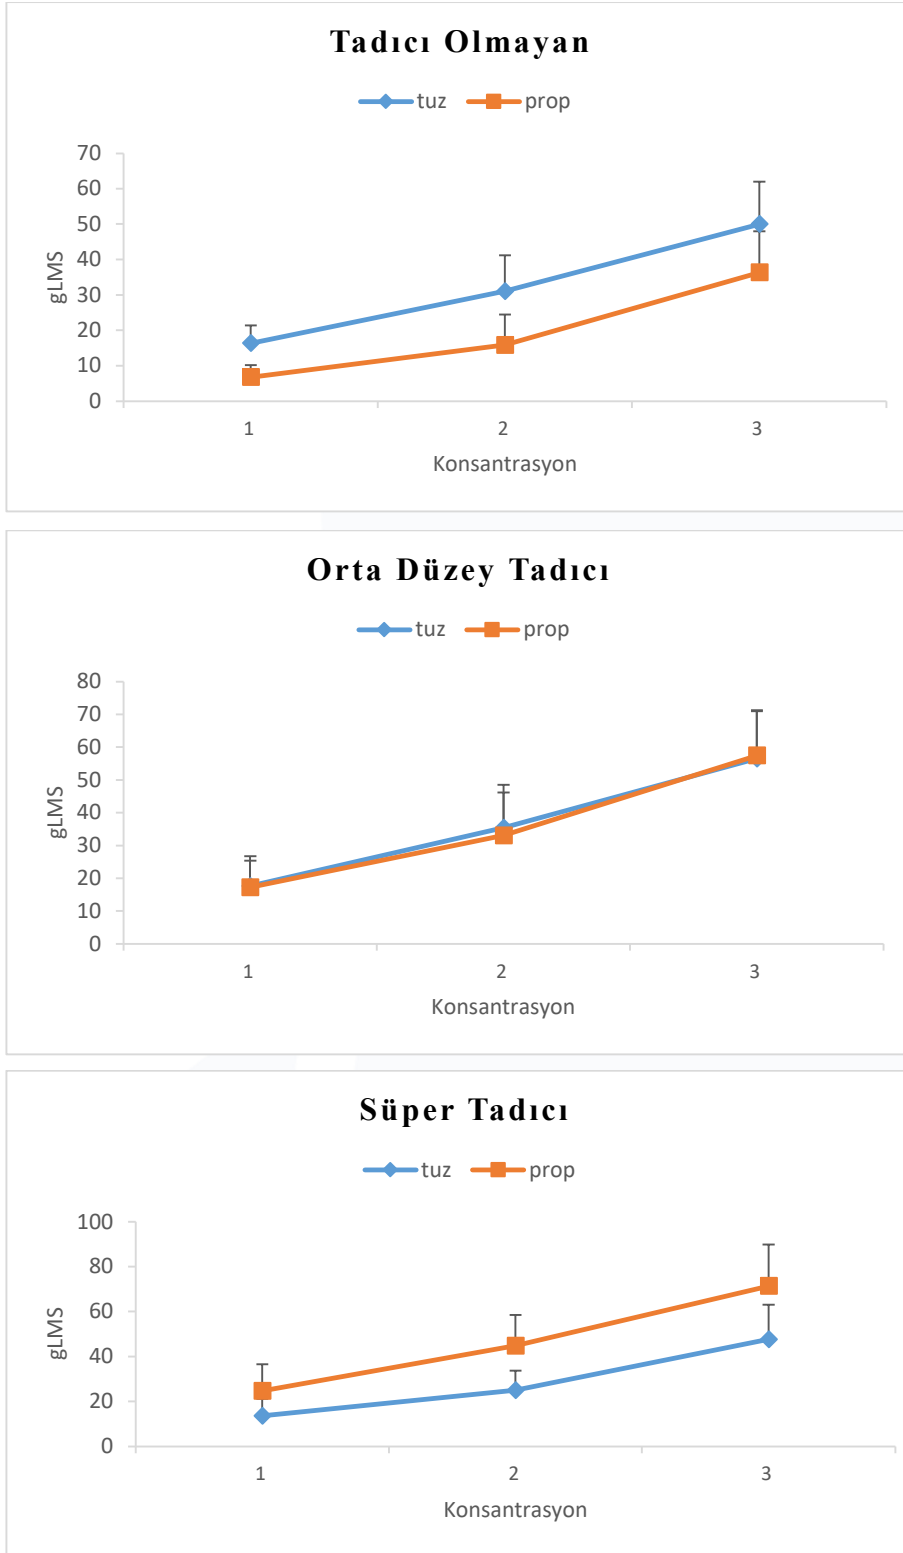 Tadıcı Olmayan
tuz prop
70
60
50
40
30
20
10
0
gLMS
1 2 3
Konsantrasyon
Orta Düzey Tadıcı
tuz prop
80
70
60
50
40
30
20
10
0
gLMS
1 2 3
Konsantrasyon
Süper Tadıcı
tuz prop
100
80
60
40
20
0
gLMS
1 2 3
Konsantrasyon